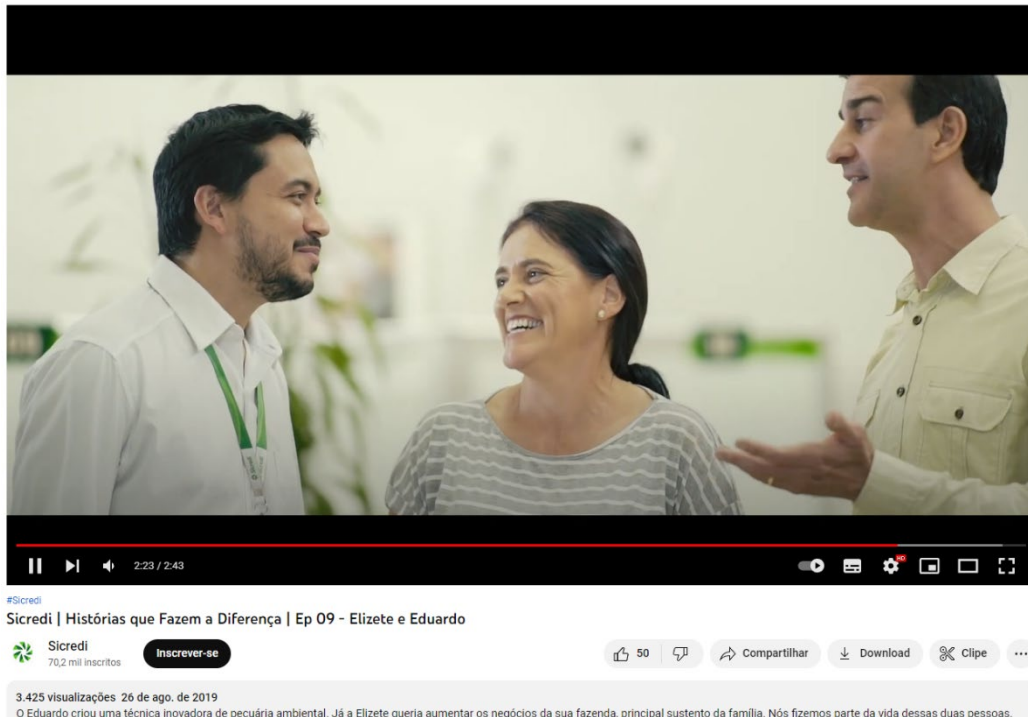 2:23 / 2:43
HD
#Sicredi
Sicredi | Histórias que Fazem a Diferença | Ep 09 - Elizete e Eduardo
Sicredi
70,2 mil inscritos
Inscrever-se
50
Compartilhar
Download
Clipe
...
3.425 visualizações 26 de ago. de 2019
O Eduardo criou uma técnica inovadora de pecuária ambiental. Já a Elizete queria aumentar os negócios da sua fazenda, principal sustento da família. Nós fizemos parte da vida dessas duas pessoas,